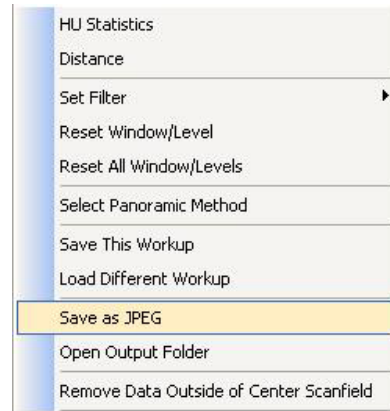 HU Statistics
Distance
Set Filter
Reset Window/Level
Reset All Window/Levels
Select Panoramic Method
Save This Workup
Load Different Workup
Save as JPEG
Open Output Folder
Remove Data Outside of Center Scanfield